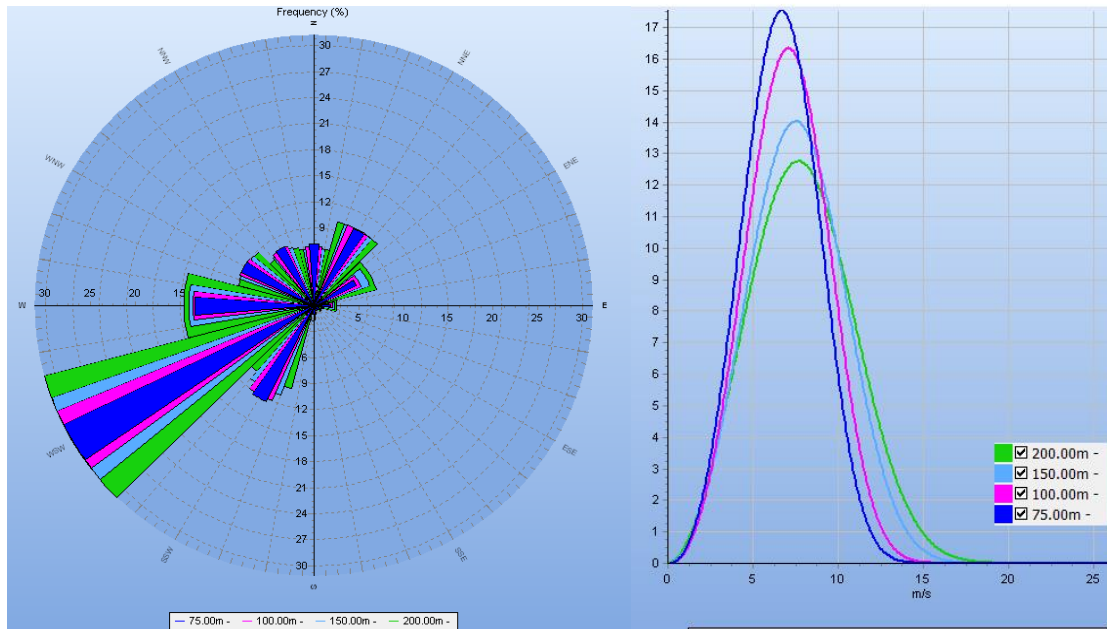 Frequency (%)
N
NNW
NNE
30
27
24
21
18
WNW
15
ENE
12
9
W
30
25
20
15
5
10
15
20
25
30
E
6
9
12
WSW
15
ESE
18
21
24
SSW
27
SSE
30
S
75.00m -
100.00m -
150.00m -
200.00m -
17
16
15
14
13
12
11
10
9
8
7
6
5
4
3
2
1
0
0
5
10
15
20
25
m/s
200.00m -
150.00m -
100.00m -
75.00m -